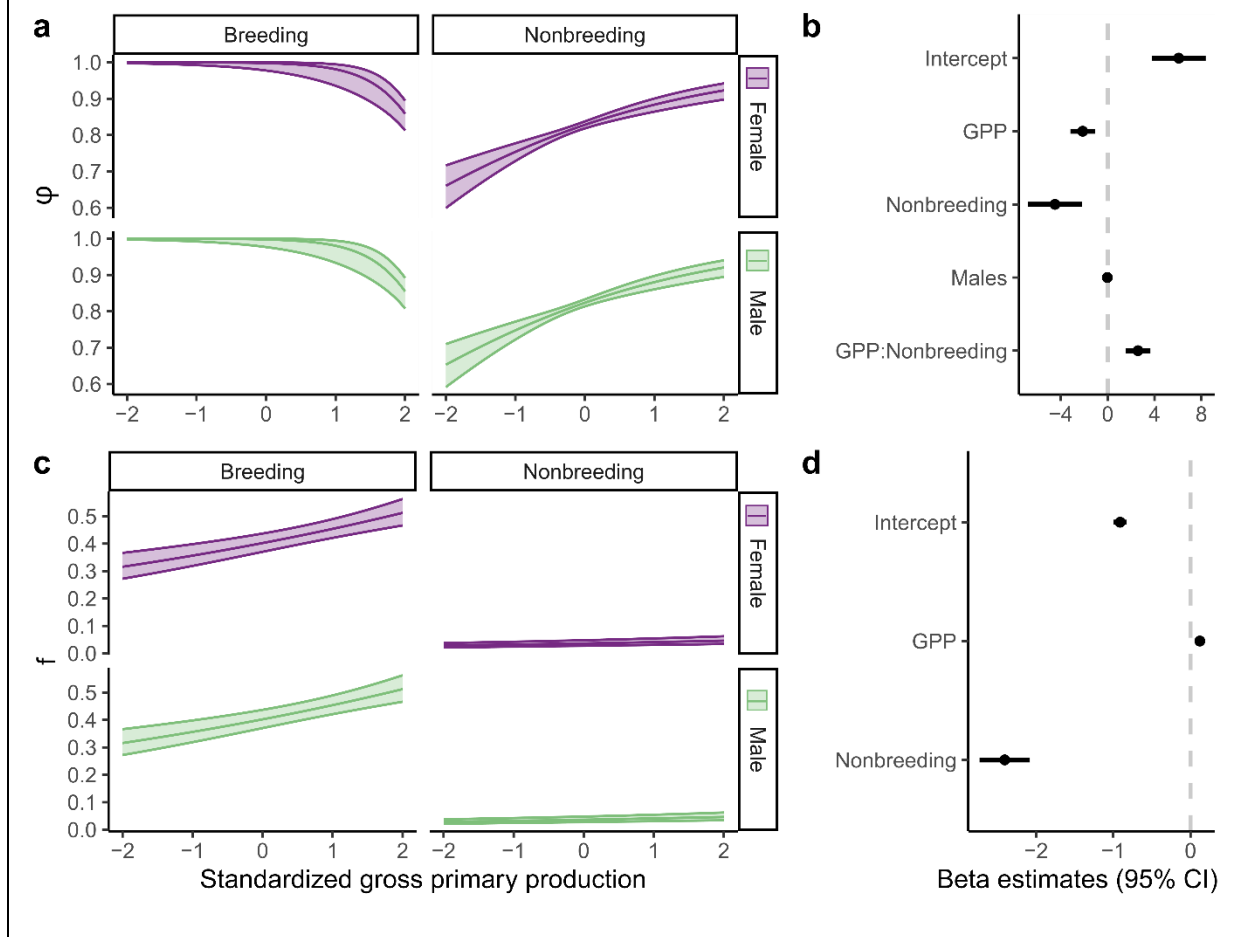 a
Breeding
Nonbreeding
b
φ
1.0
0.9
0.8
0.7
0.6
Female
1.0
0.9
0.8
0.7
0.6
Male
−2 −1 0 1 2
−2 −1 0 1 2
Intercept
GPP
Nonbreeding
Males
GPP:Nonbreeding
−4 0 4 8
c
Breeding
Nonbreeding
d
f
0.5
0.4
0.3
0.2
0.1
0.0
Female
0.5
0.4
0.3
0.2
0.1
0.0
Male
−2 −1 0 1 2
−2 −1 0 1 2
Standardized gross primary production
Intercept
GPP
Nonbreeding
−2 −1 0
Beta estimates (95% CI)